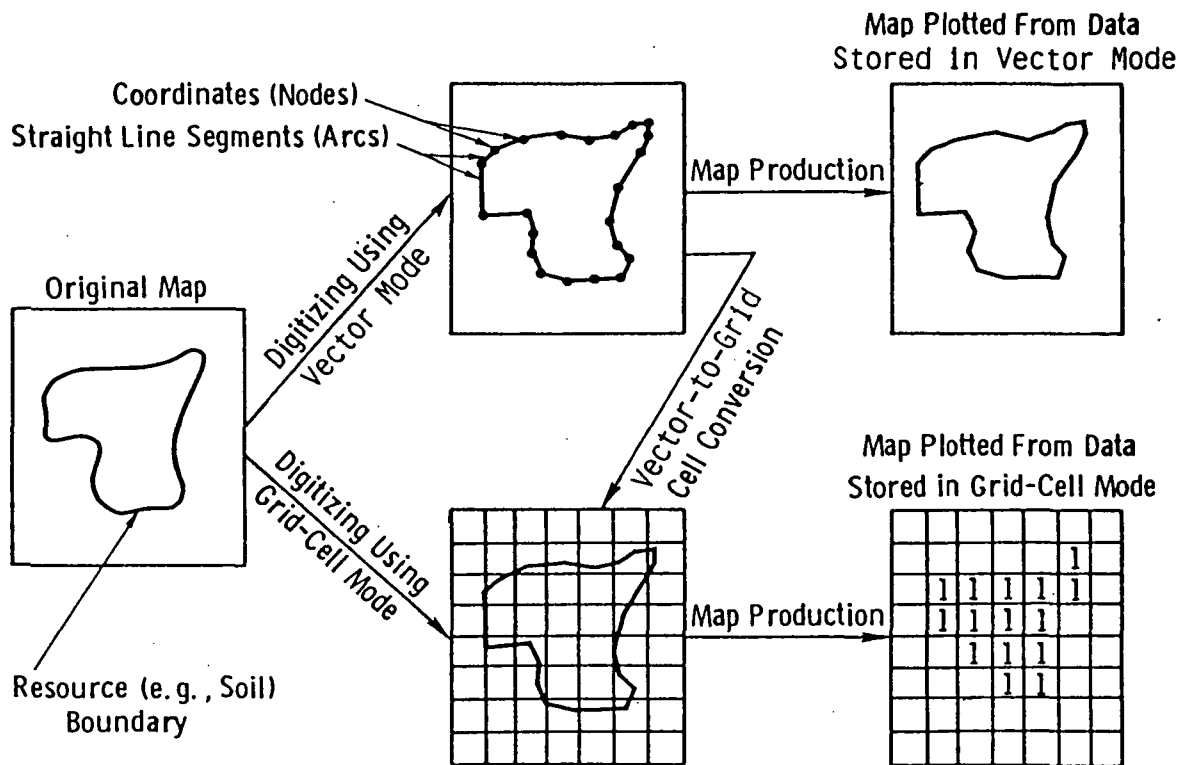 Map Plotted From Data
Stored in Vector Mode
Coordinates (Nodes)
Straight Line Segments (Arcs)
Map Production
Digitizing Using
Vector Mode
Original Map
Vector-to-Grid
Cell Conversion
Digitizing Using
Grid-Cell Mode
Map Plotted From Data
Stored in Grid-Cell Mode
Map Production
Resource (e.g., Soil)
Boundary
1
1 1 1 1 1
1 1 1 1
1 1 1
1 1